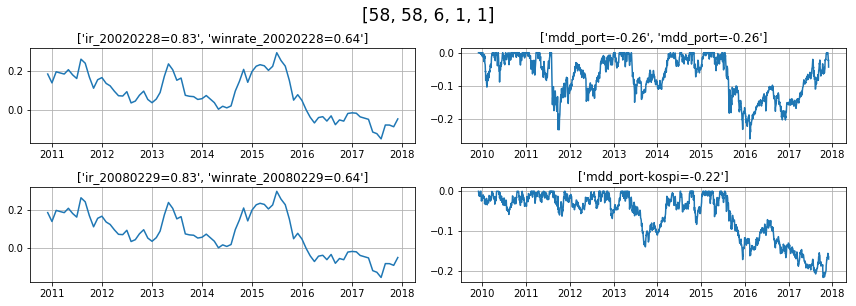 [58, 58, 6, 1, 1]
['ir_20020228=0.83', 'winrate_20020228=0.64']
0.2
0.0
2011 2012 2013 2014 2015 2016 2017 2018
['mdd_port=-0.26', 'mdd_port=-0.26']
0.0
−0.1
−0.2
2010 2011 2012 2013 2014 2015 2016 2017 2018
['ir_20080229=0.83', 'winrate_20080229=0.64']
0.2
0.0
2011 2012 2013 2014 2015 2016 2017 2018
['mdd_port-kospi=-0.22']
0.0
−0.1
−0.2
2010 2011 2012 2013 2014 2015 2016 2017 2018